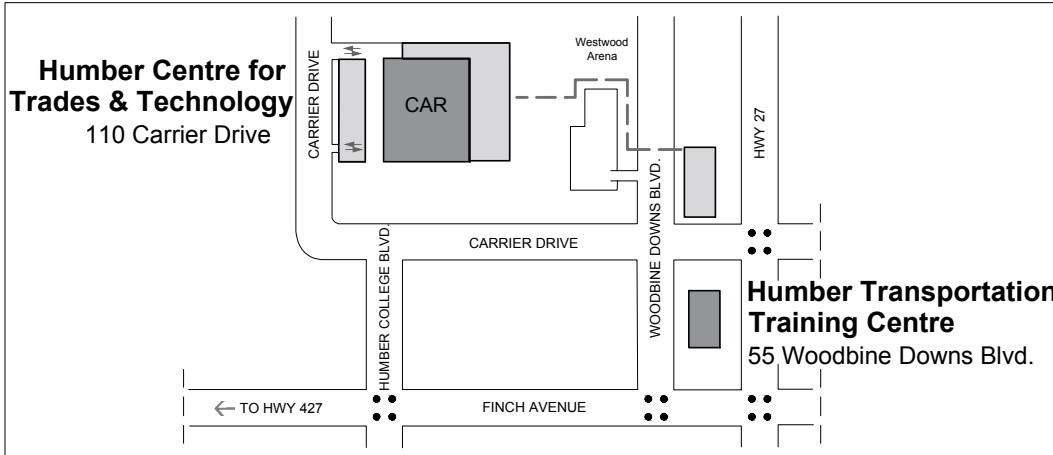 Humber Centre for
Trades & Technology
110 Carrier Drive
CARRIER DRIVE
CAR
Westwood
Arena
HWY 27
WOODBINE DOWNS BLVD.
CARRIER DRIVE
HUMBER COLLEGE BLVD.
Humber Transportation
Training Centre
55 Woodbine Downs Blvd.
TO HWY 427
FINCH AVENUE